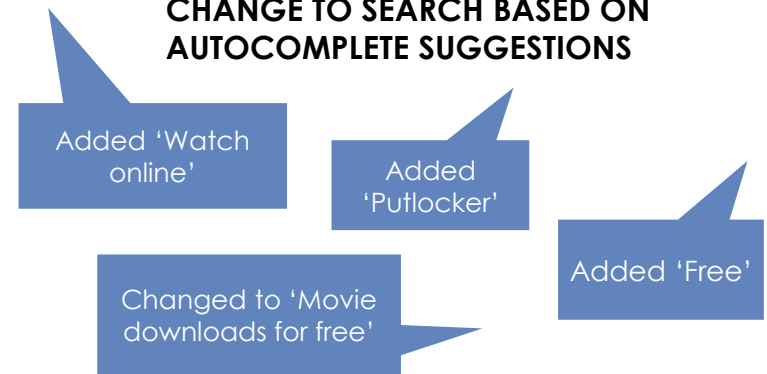 CHANGE TO SEARCH BASED ON
AUTOCOMPLETE SUGGESTIONS
Added ‘Watch
online’
Added
‘Putlocker’
Added ‘Free’
Changed to ‘Movie
downloads for free’